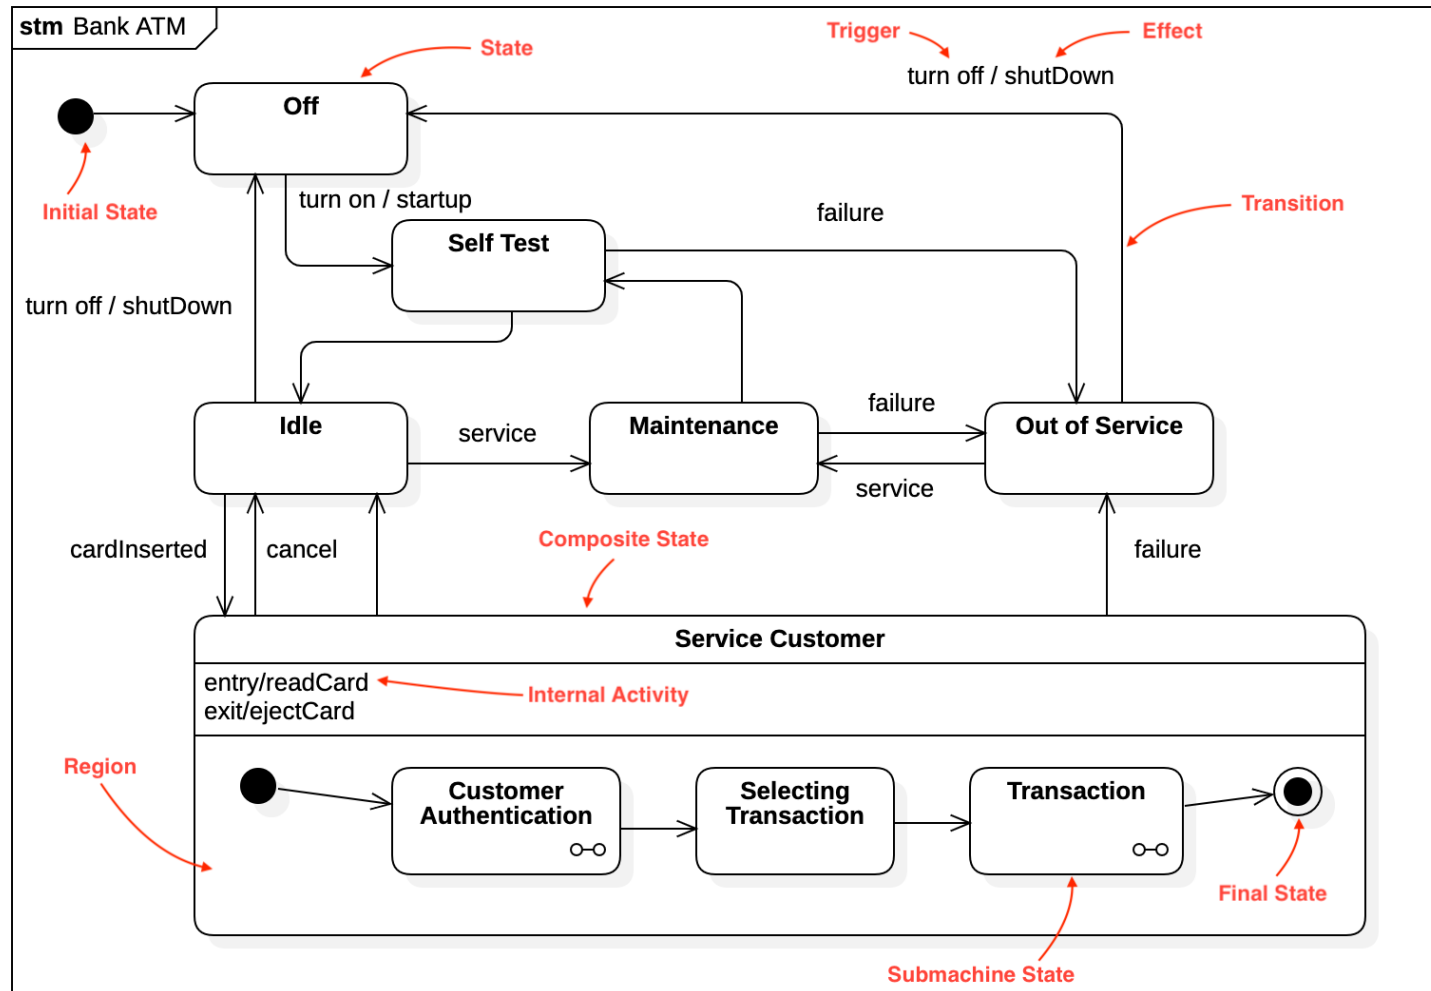 stm Bank ATM
Trigger
Effect
State
turn off / shutDown
Off
Initial State
turn on / startup
Transition
failure
Self Test
turn off / shutDown
Idle
service
Maintenance
failure
Out of Service
service
cardInserted
cancel
Composite State
failure
Service Customer
entry/readCard
Internal Activity
exit/ejectCard
Region
Customer
Authentication
Selecting
Transaction
Transaction
Final State
Submachine State